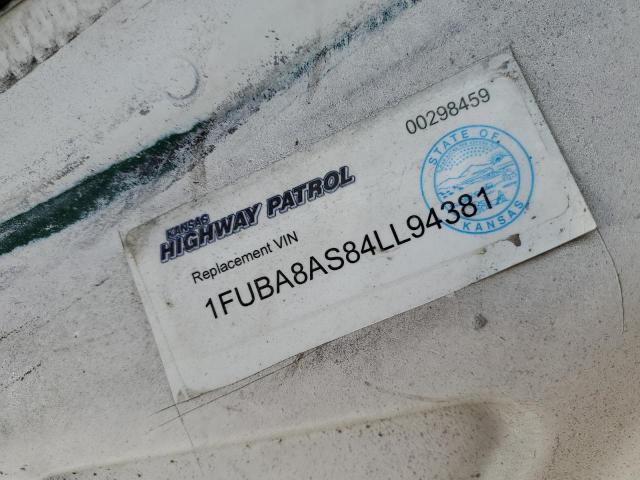 00298459
STATE OF
KANSAS
KANSAS
HIGHWAY PATROL
Replacement VIN
1FUBA8AS84LL94381